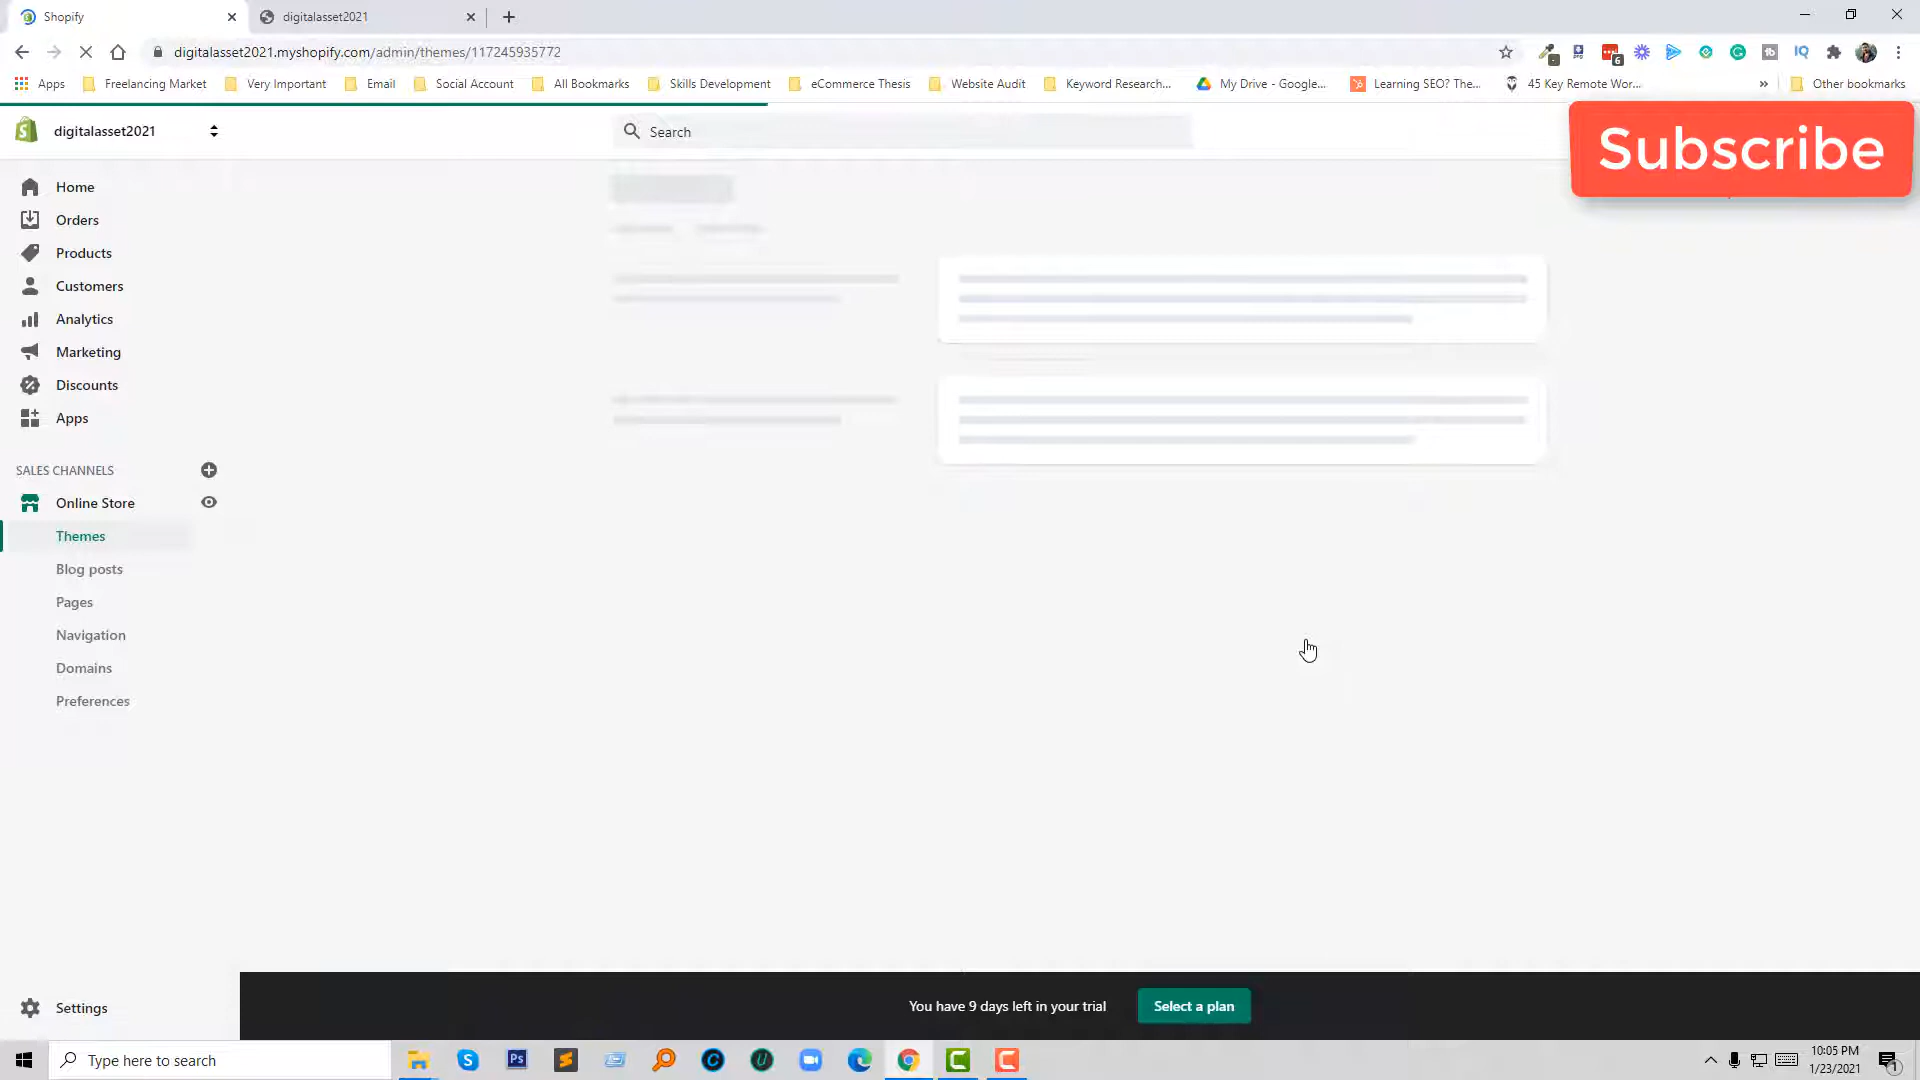 Shopify
digitalasset2021
digitalasset2021.myshopify.com/admin/themes/117245935772
6
Apps
Freelancing Market
Very Important
Email
Social Account
All Bookmarks
Skills Development
eCommerce Thesis
Website Audit
Keyword Research...
My Drive - Google...
Learning SEO? The...
45 Key Remote Wor...
»
Other bookmarks
digitalasset2021
Search
Subscribe
Home
Orders
Products
Customers
Analytics
Marketing
Discounts
Apps
SALES CHANNELS
Online Store
Themes
Blog posts
Pages
Navigation
Domains
Preferences
Settings
You have 9 days left in your trial
Select a plan
Type here to search
Ps
10:05 PM
1/23/2021
1